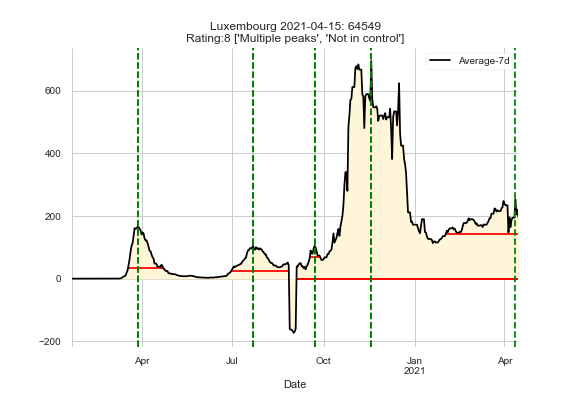 Luxembourg 2021-04-15: 64549
Rating:8 ['Multiple peaks', 'Not in control']
Average-7d
600
400
200
0
−200
Apr
Jul
Oct
Jan
2021
Apr
Date